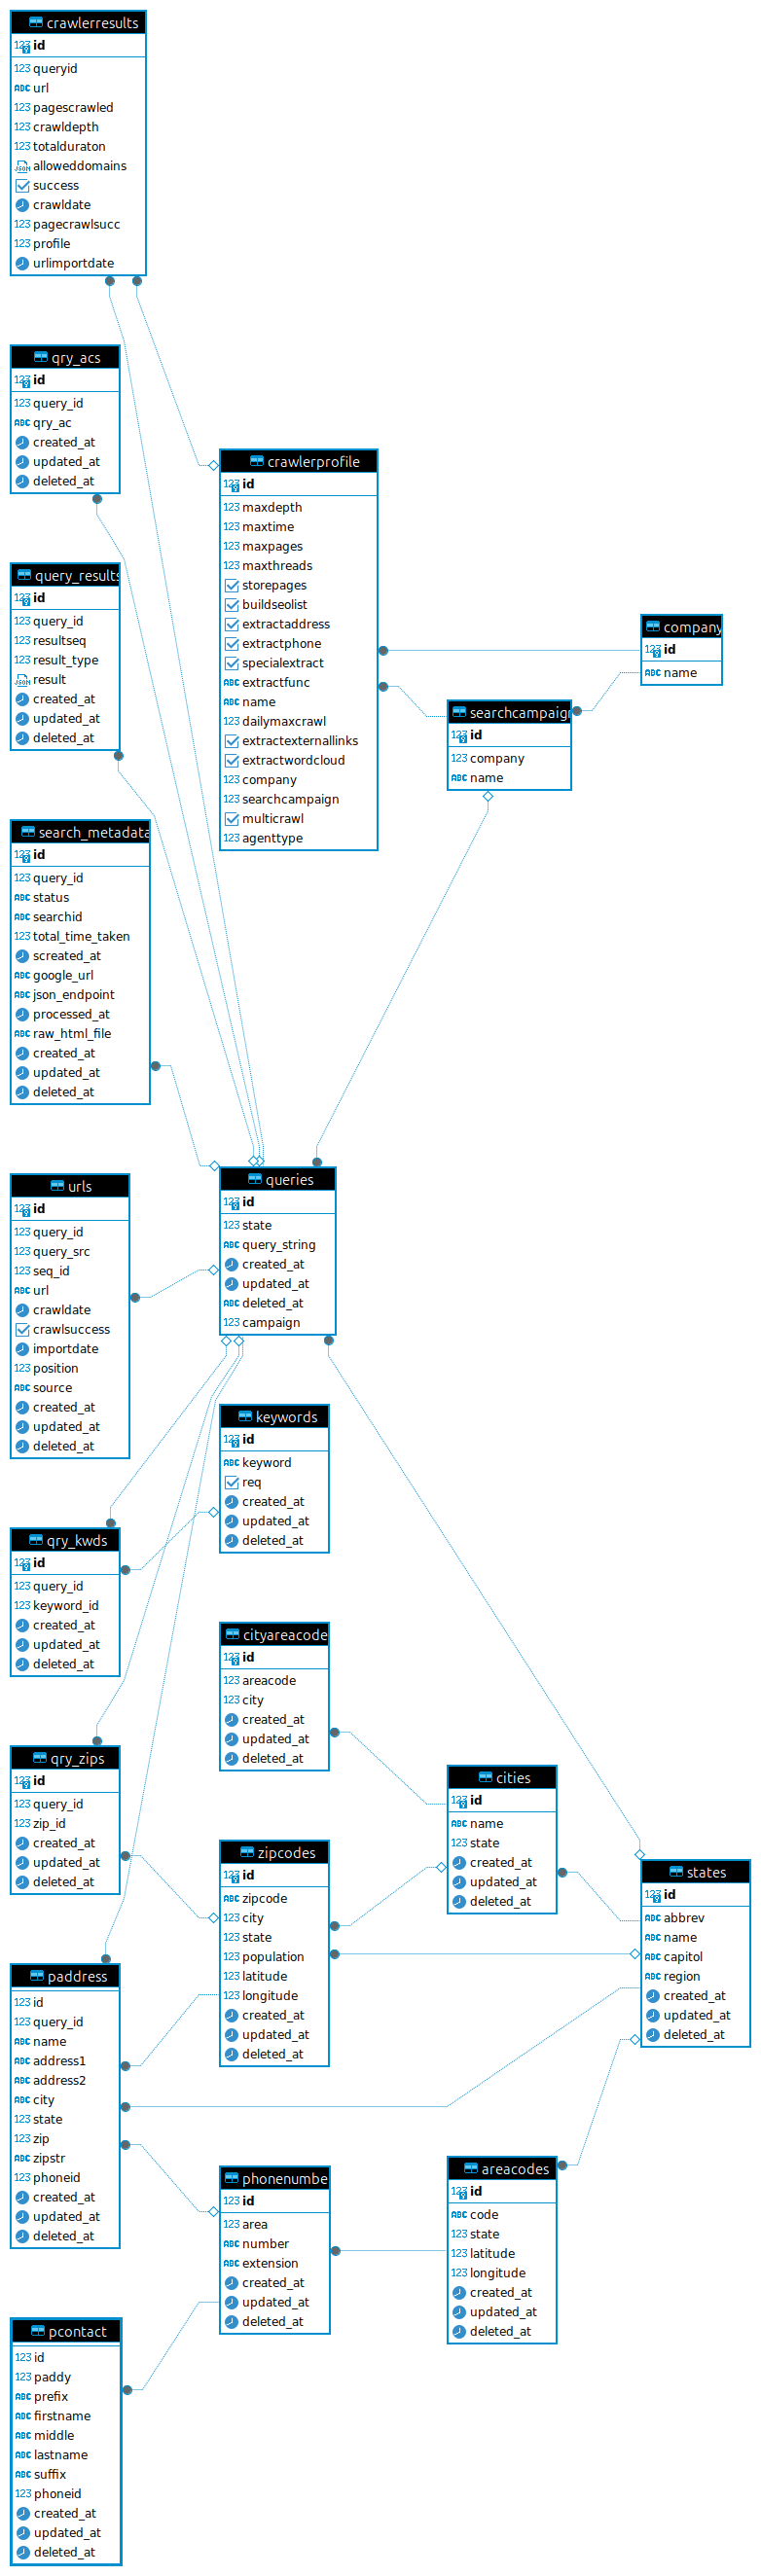 crawlerresults
id
queryid
url
pagescrawled
crawldepth
totalduraton
alloweddomains
success
crawldate
pagecrawlsucc
profile
urlimportdate
qry_acs
id
query_id
qry_ac
created_at
updated_at
deleted_at
query_results
id
query_id
resultseq
result_type
result
created_at
updated_at
deleted_at
search_metadata
id
query_id
status
searchid
total_time_taken
screated_at
google_url
json_endpoint
processed_at
raw_html_file
created_at
updated_at
deleted_at
urls
id
query_id
query_src
seq_id
url
crawldate
crawlsuccess
importdate
position
source
created_at
updated_at
deleted_at
qry_kwds
id
query_id
keyword_id
created_at
updated_at
deleted_at
qry_zips
id
query_id
zip_id
created_at
updated_at
deleted_at
paddress
id
query_id
name
address1
address2
city
state
zip
zipstr
phoneid
created_at
updated_at
deleted_at
pcontact
id
paddy
prefix
firstname
middle
lastname
suffix
phoneid
created_at
updated_at
deleted_at
crawlerprofile
id
maxdepth
maxtime
maxpages
maxthreads
storepages
buildseolist
extractaddress
extractphone
specialextract
extractfunc
name
dailymaxcrawl
extractexternallinks
extractwordcloud
company
searchcampaign
multicrawl
agenttype
queries
id
state
query_string
created_at
updated_at
deleted_at
campaign
keywords
id
keyword
req
created_at
updated_at
deleted_at
cityareacode
id
areacode
city
created_at
updated_at
deleted_at
zipcodes
id
zipcode
city
state
population
latitude
longitude
created_at
updated_at
deleted_at
phonenumbe
id
area
number
extension
created_at
updated_at
deleted_at
searchcampaign
id
company
name
cities
id
name
state
created_at
updated_at
deleted_at
areacodes
id
code
state
latitude
longitude
created_at
updated_at
deleted_at
company
id
name
states
id
abbrev
name
capitol
region
created_at
updated_at
deleted_at